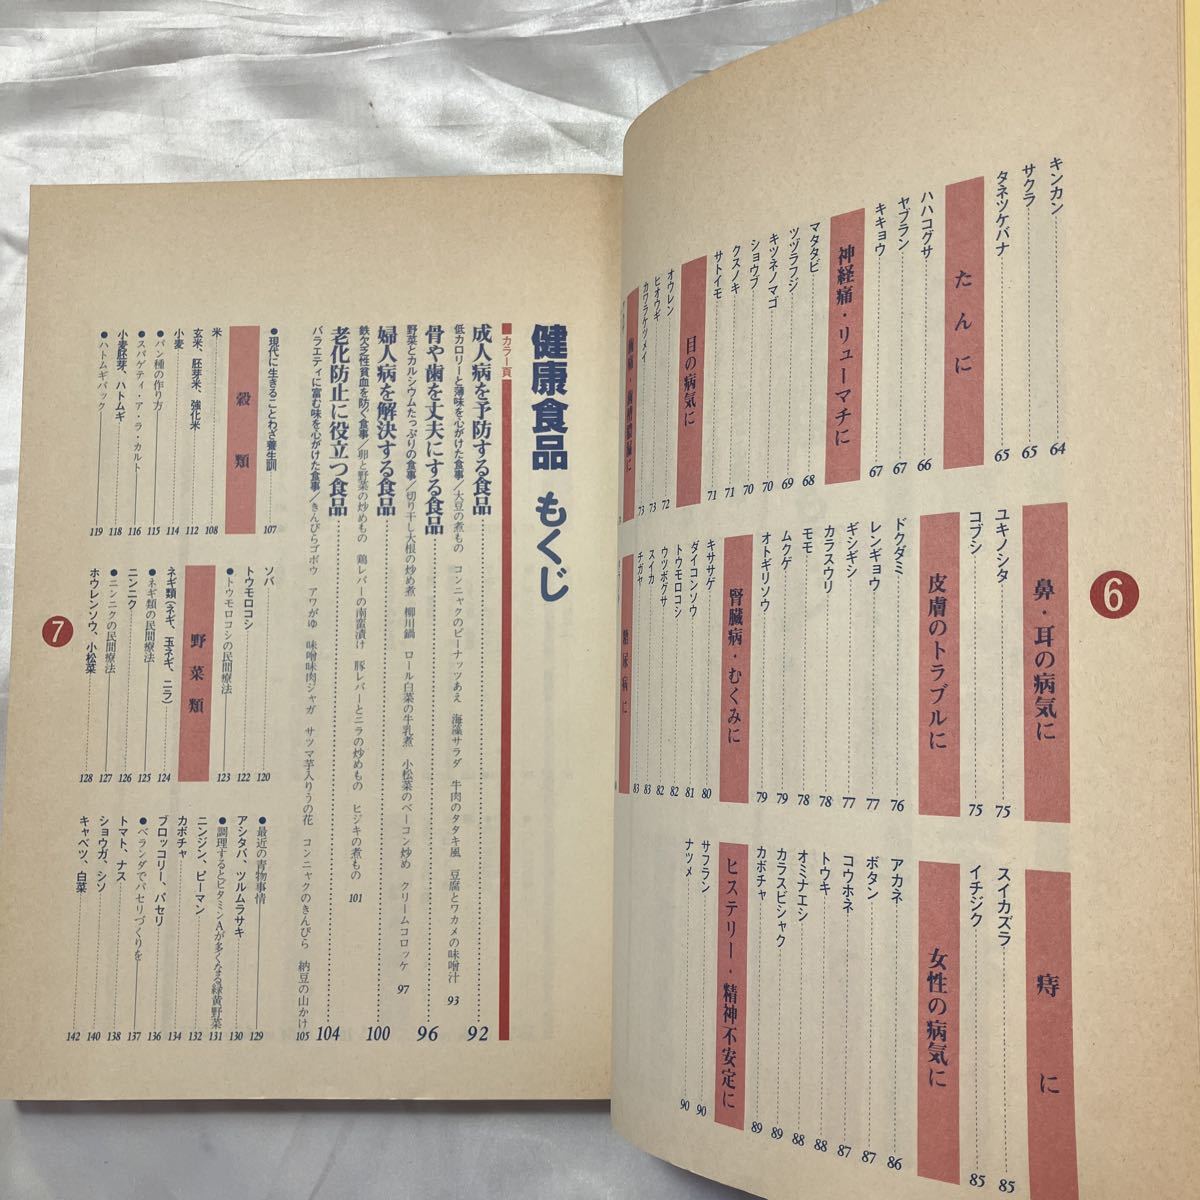 6
キンカン 64
サクラ 65
タネツケバナ 65
たんに
ハハコグサ 66
ヤブラン 67
キキョウ 67
神経痛・リューマチに
マタタビ 68
ツヅラフジ 69
キツネノマゴ 70
ショウブ 70
クスノキ 71
サトイモ 71
目の病気に
オウレン 72
ヒオウギ 73
カワラケツメイ 73
鼻・耳の病気に
ユキノシタ 75
コブシ 75
皮膚のトラブルに
ドクダミ 76
レンギョウ 77
ギシギシ 77
カラスウリ 78
モモ 78
ムクゲ 79
オトギリソウ 79
腎臓病・むくみに
キササゲ 80
ダイコンソウ 81
トウモロコシ 82
ウツボグサ 82
スイカ 83
チガヤ 83
糖尿病に
痔に
スイカズラ 85
イチジク 85
女性の病気に
アカネ 86
ボタン 87
コウホネ 87
トウキ 88
オミナエシ 88
カラスビシャク 89
カボチャ 89
ヒステリー・精神不安定に
サフラン 90
ナツメ 90
健康食品 もくじ
■カラー頁
成人病を予防する食品 92
低カロリーと薄味を心がけた食事/大豆の煮もの コンニャクのピーナッツあえ 海藻サラダ 牛肉のタタキ風 豆腐とワカメの味噌汁 93
骨や歯を丈夫にする食品 96
野菜とカルシウムたっぷりの食事/切り干し大根の炒め煮 柳川鍋 ロール白菜の牛乳煮 小松菜のベーコン炒め クリームコロッケ 97
婦人病を解決する食品 100
鉄欠乏性貧血を防ぐ食事/卵と野菜の炒めもの 鶏レバーの南蛮漬け 豚レバーとニラの炒めもの ヒジキの煮もの 101
老化防止に役立つ食品 104
バラエティに富む味を心がけた食事/きんぴらゴボウ アワがゆ 味噌味肉ジャガ サツマ芋入りうの花 コンニャクのきんぴら 納豆の山かけ 105
●現代に生きることわざ養生訓 107
穀類
米 108
玄米、胚芽米、強化米 112
小麦 114
●パン種の作り方 115
●スパゲティ・ア・ラ・カルト 116
小麦胚芽、ハトムギ 118
●ハトムギパック 119
ソバ 120
トウモロコシ 122
●トウモロコシの民間療法 123
野菜類
ネギ類(ネギ、玉ネギ、ニラ) 124
●ネギ類の民間療法 125
ニンニク 126
●ニンニクの民間療法 127
ホウレンソウ、小松菜 128
●最近の青物事情 129
アシタバ、ツルムラサキ 130
●調理するとビタミンAが多くなる緑黄野菜 131
ニンジン、ピーマン 132
カボチャ 134
ブロッコリー、パセリ 136
●ベランダでパセリづくりを 137
トマト、ナス 138
ショウガ、シソ 140
キャベツ、白菜 142
7